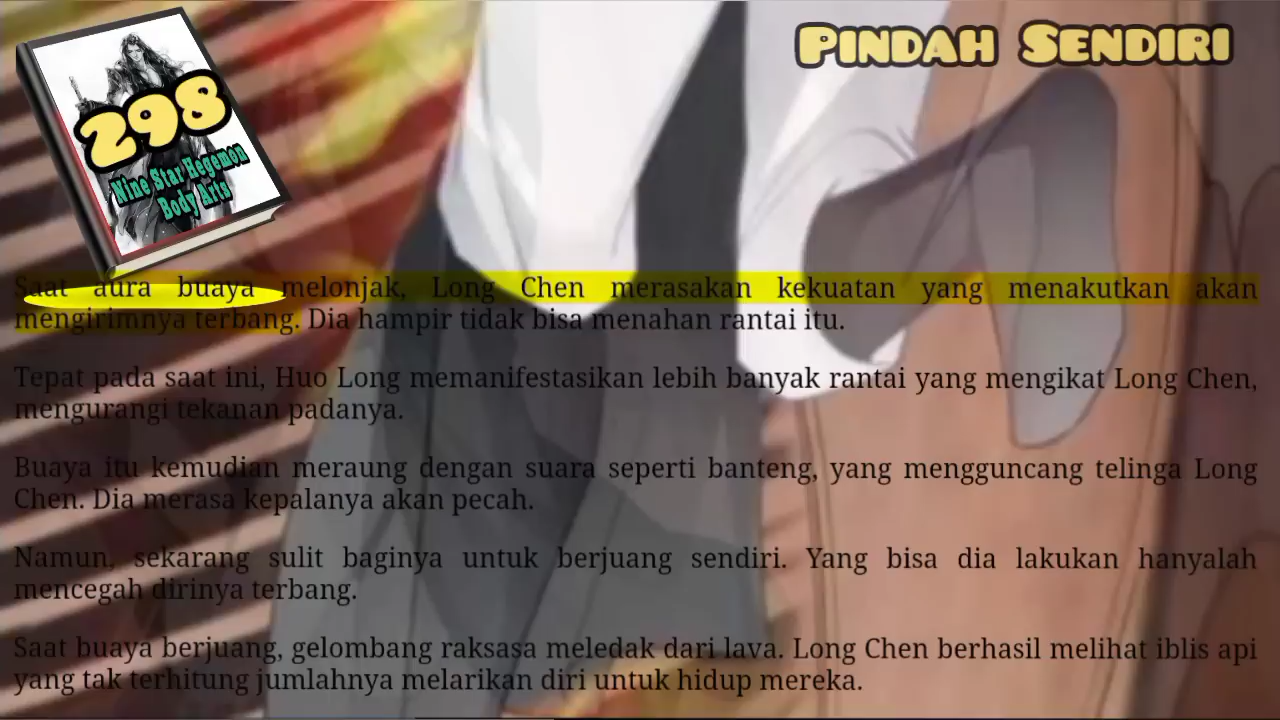 PINDAH SENDIRI
298
Nine Star Hegemon
Body Arts
Saat aura buaya melonjak, Long Chen merasakan kekuatan yang menakutkan akan
mengirimnya terbang. Dia hampir tidak bisa menahan rantai itu.
Tepat pada saat ini, Huo Long memanifestasikan lebih banyak rantai yang mengikat Long Chen,
mengurangi tekanan padanya.
Buaya itu kemudian meraung dengan suara seperti banteng, yang mengguncang telinga Long
Chen. Dia merasa kepalanya akan pecah.
Namun, sekarang sulit baginya untuk berjuang sendiri. Yang bisa dia lakukan hanyalah
mencegah dirinya terbang.
Saat buaya berjuang, gelombang raksasa meledak dari lava. Long Chen berhasil melihat iblis api
yang tak terhitung jumlahnya melarikan diri untuk hidup mereka.